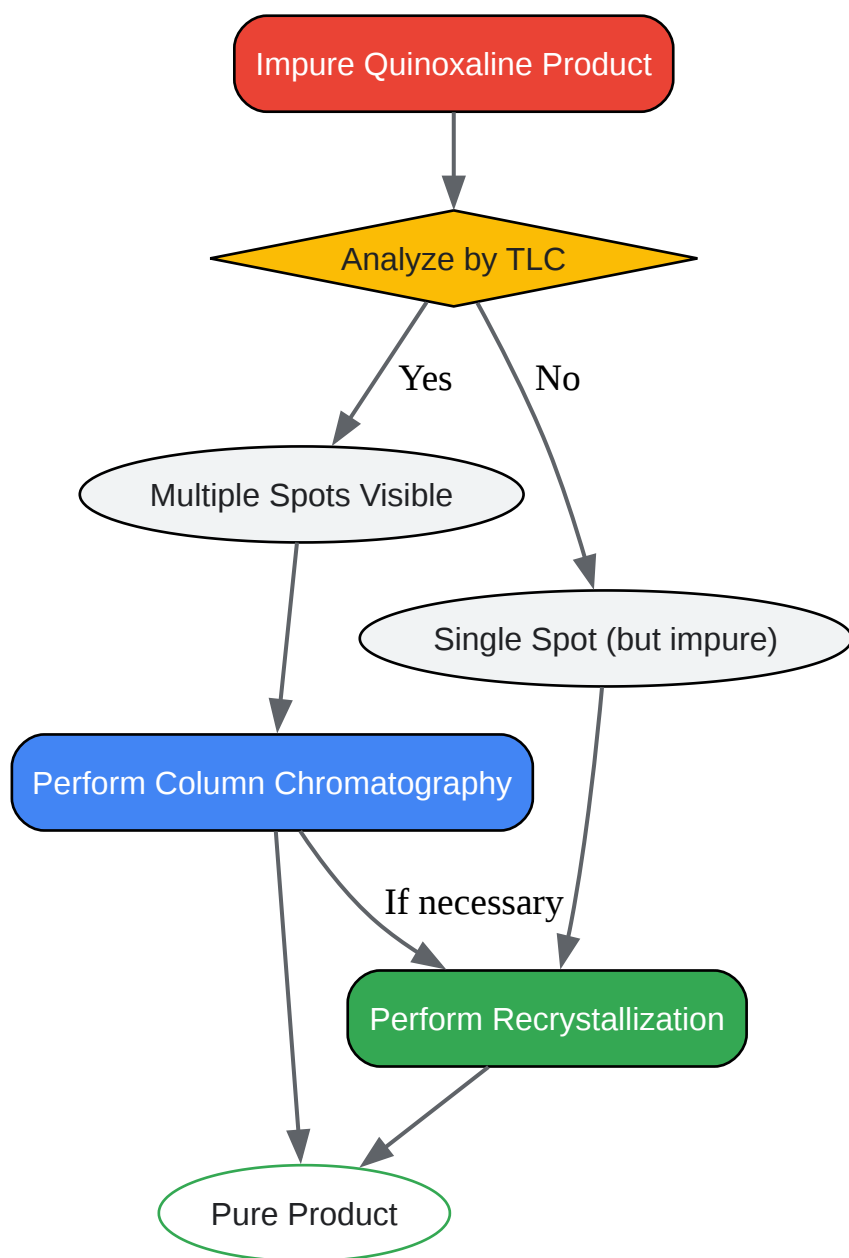 Impure Quinoxaline Product
Analyze by TLC
Yes
No
Multiple Spots Visible
Single Spot (but impure)
Perform Column Chromatography
If necessary
Perform Recrystallization
Pure Product